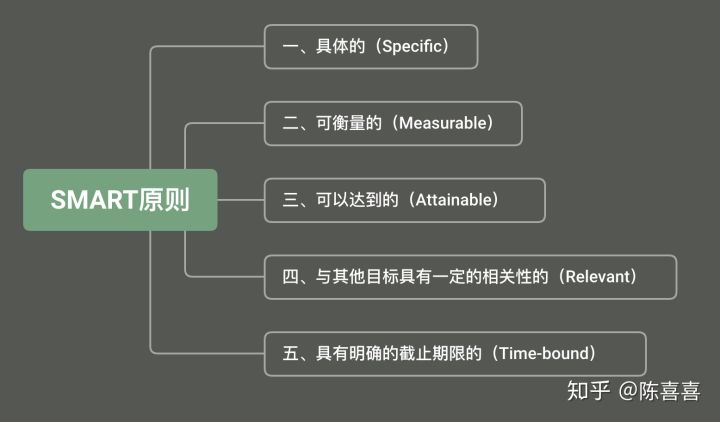 一、具体的（Specific）
二、可衡量的（Measurable）
SMART原则
三、可以达到的（Attainable）
四、与其他目标具有一定的相关性的（Relevant）
五、具有明确的截止期限的（Time-bound）
知乎 @陈喜喜